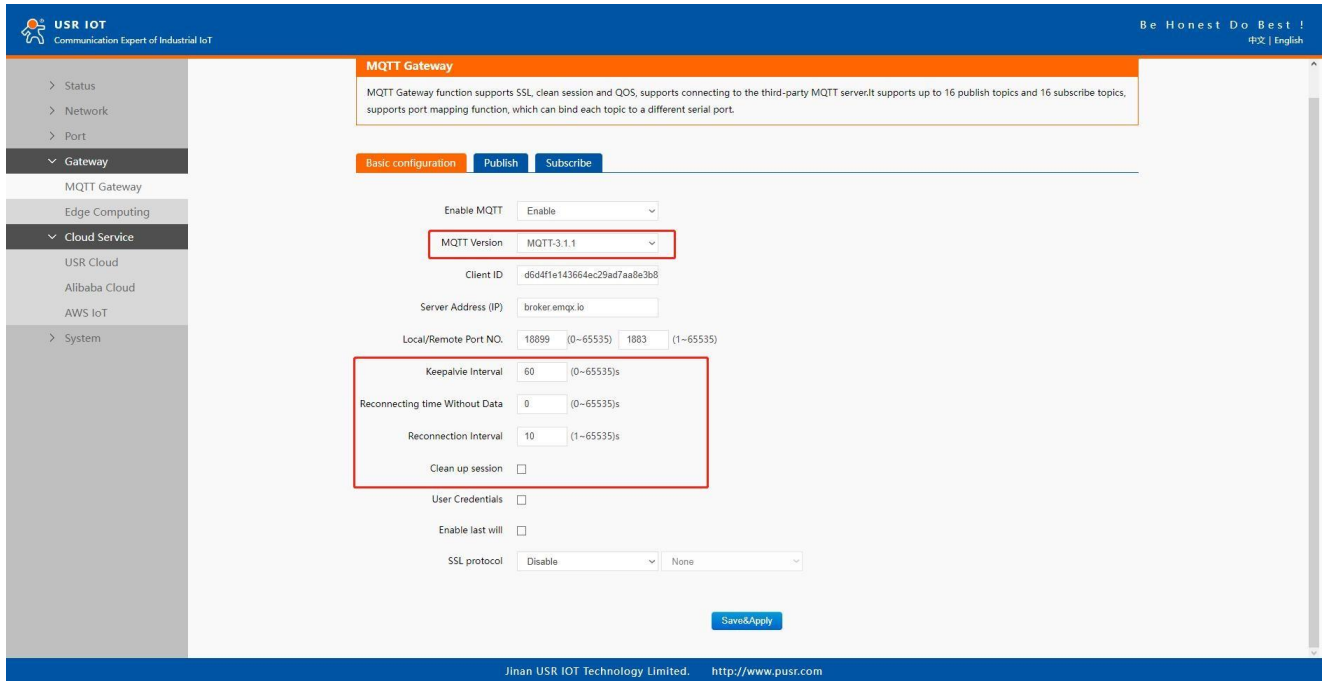 USR IOT
Communication Expert of Industrial IoT
Be Honest Do Best !
中文 | English
Status
Network
Port
Gateway
MQTT Gateway
Edge Computing
Cloud Service
USR Cloud
Alibaba Cloud
AWS IoT
System
MQTT Gateway
MQTT Gateway function supports SSL, clean session and QOS, supports connecting to the third-party MQTT server.It supports up to 16 publish topics and 16 subscribe topics,
supports port mapping function, which can bind each topic to a different serial port.
Basic configuration Publish Subscribe
Enable MQTT Enable
MQTT Version MQTT-3.1.1
Client ID d6d4f1e143664ec29ad7aa8e3b8
Server Address (IP) broker.emqx.io
Local/Remote Port NO. 18899 (0~65535) 1883 (1~65535)
Keepalvie Interval 60 (0~65535)s
Reconnecting time Without Data 0 (0~65535)s
Reconnection Interval 10 (1~65535)s
Clean up session
User Credentials
Enable last will
SSL protocol Disable None
Save&Apply
Jinan USR IOT Technology Limited. http://www.pusr.com